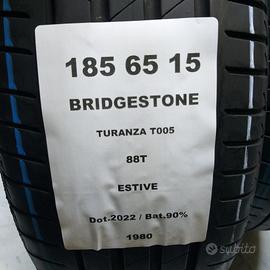 185 65 15
BRIDGESTONE
TURANZA T005
88T
ESTIVE
Dot-2022 / Bat.90%
1980
subito